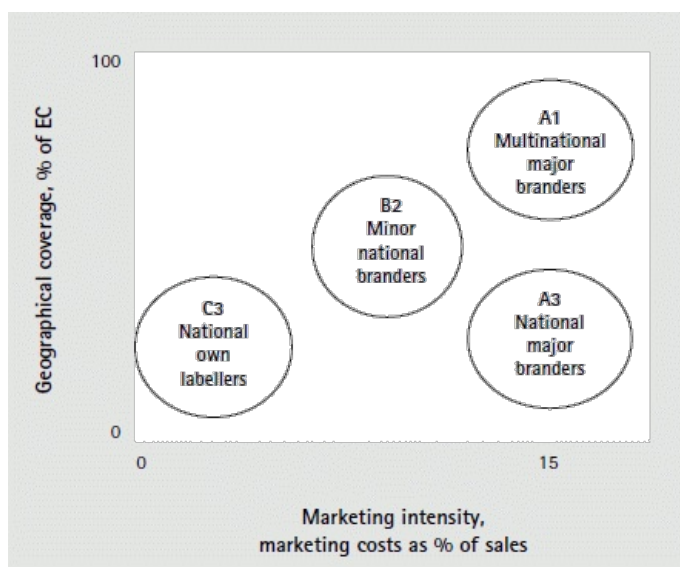 100
Geographical coverage, % of EC
A1
Multinational
major
branders
B2
Minor
national
branders
C3
National
own
labellers
A3
National
major
branders
0
0
15
Marketing intensity,
marketing costs as % of sales